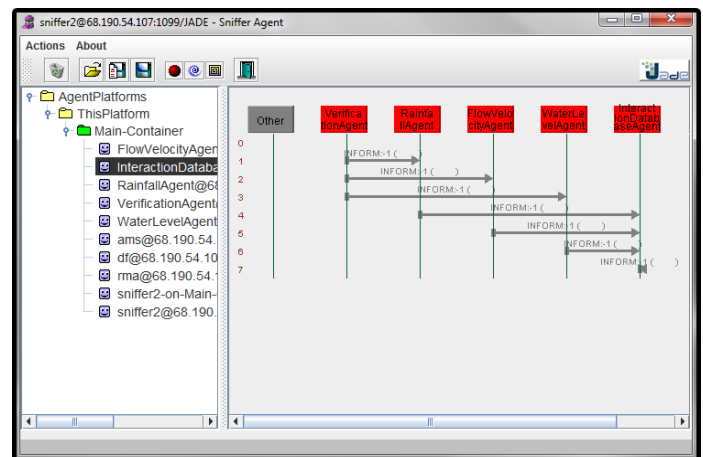 sniffer2@68.190.54.107:1099/JADE - Sniffer Agent
Actions About
Jade
AgentPlatforms
ThisPlatform
Main-Container
FlowVelocityAgen
InteractionDataba
RainfallAgent@68
VerificationAgent
WaterLevelAgent
ams@68.190.54.
df@68.190.54.10
rma@68.190.54.
sniffer2-on-Main-
sniffer2@68.190.
Other
Verifica
tionAgent
Rainfa
llAgent
FlowVelo
cityAgent
WaterLe
velAgent
Interact
ionDatab
aseAgent
0
INFORM:-1 ( )
1
INFORM:-1 ( )
2
INFORM:-1 ( )
3
INFORM:-1 ( )
4
INFORM:-1 ( )
5
INFORM:-1 ( )
6
INFORM:-1 ( )
7